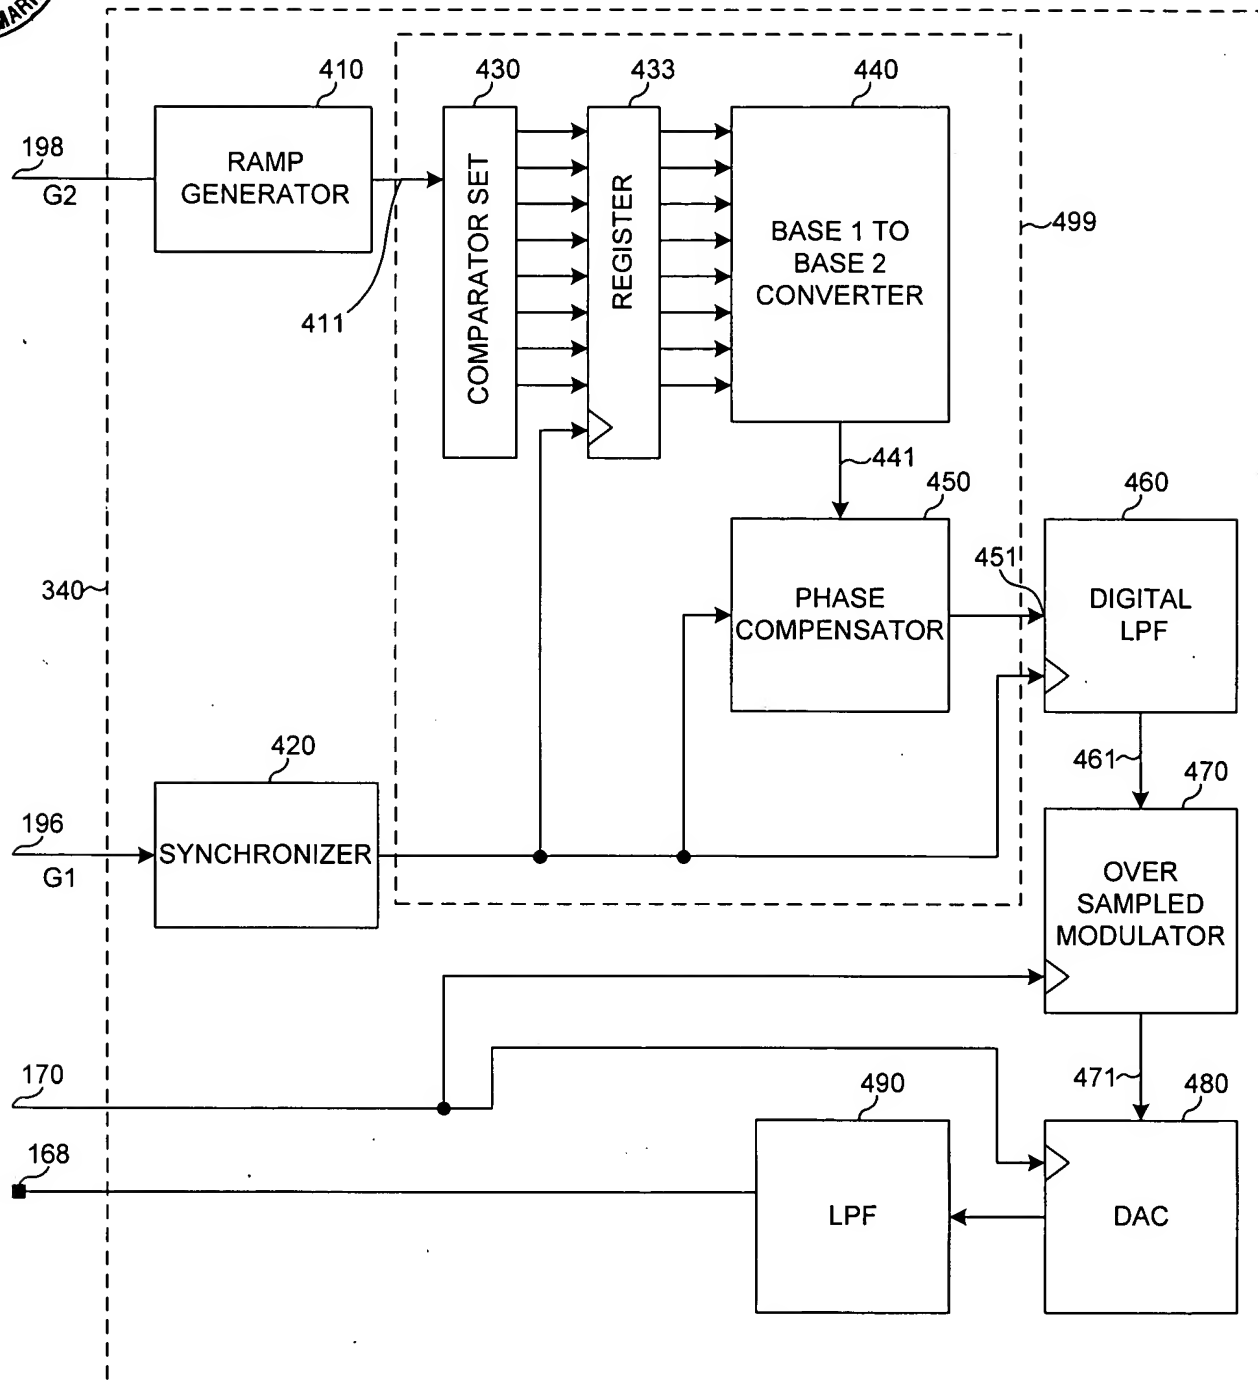 MARK
410
430
433
440
198
G2
RAMP
GENERATOR
411
COMPARATOR SET
REGISTER
BASE 1 TO
BASE 2
CONVERTER
499
441
450
460
340
PHASE
COMPENSATOR
451
DIGITAL
LPF
420
461
470
196
G1
SYNCHRONIZER
OVER
SAMPLED
MODULATOR
170
490
471
480
168
LPF
DAC